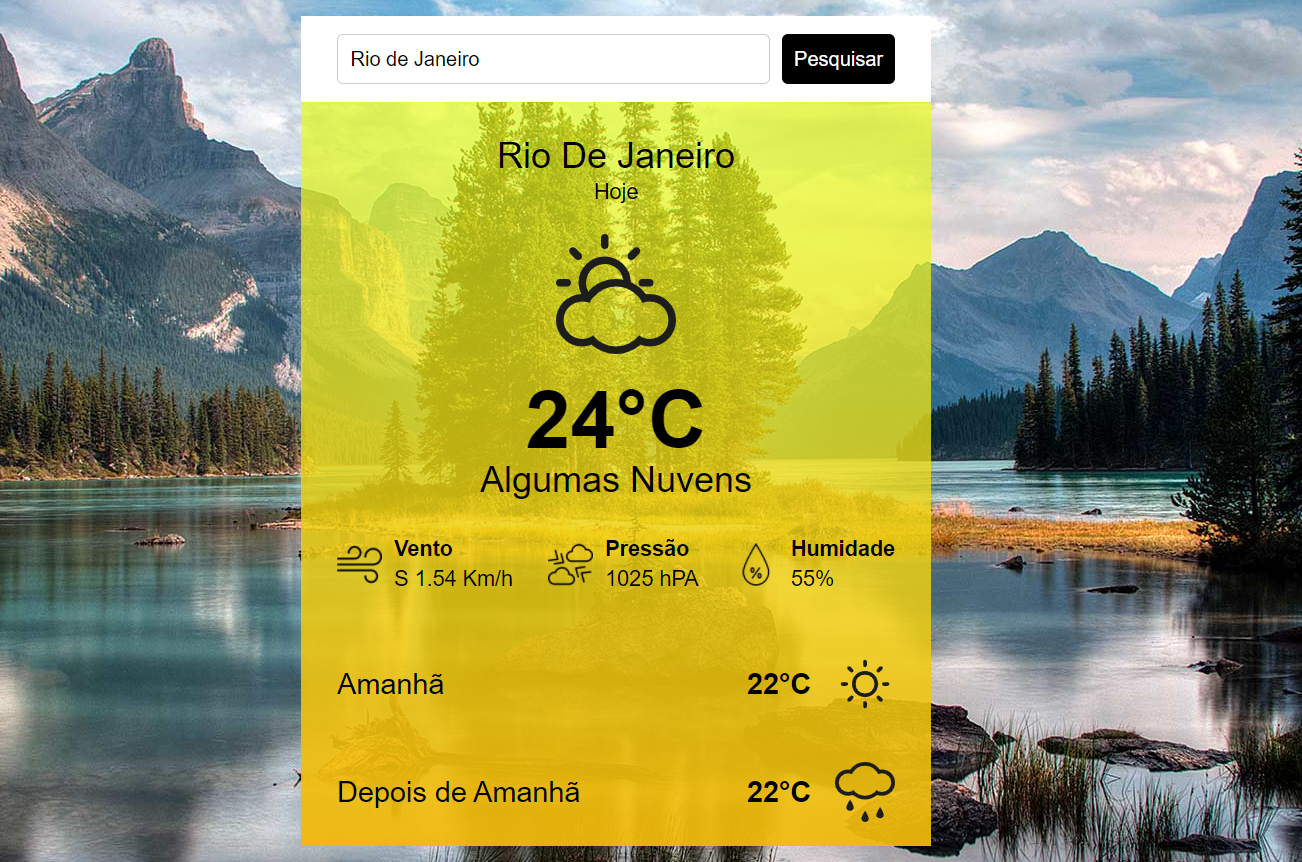 Rio de Janeiro
Pesquisar
Rio De Janeiro
Hoje
24°C
Algumas Nuvens
Vento
S 1.54 Km/h
Pressão
1025 hPA
Humidade
%
55%
Amanhã
22°C
Depois de Amanhã
22°C